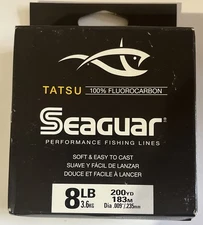 TATSU 100% FLUOROCARBON
SEAGUAR
PERFORMANCE FISHING LINES
SOFT & EASY TO CAST
SUAVE Y FÁCIL DE LANZAR
DOUCE ET FACILE À LANCER
8LB 200YD
3.6KG 183M
Dia .009"/.235mm